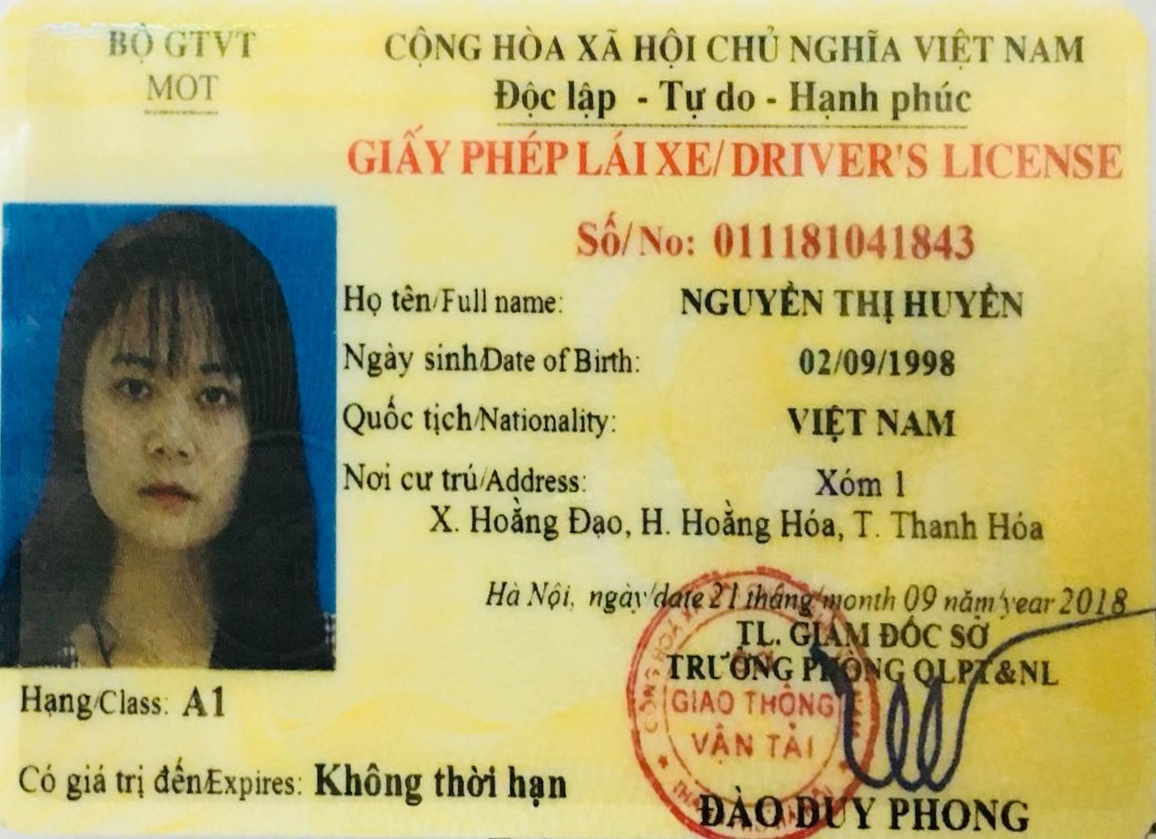 BỘ GTVT
MOT
CỘNG HÒA XÃ HỘI CHỦ NGHĨA VIỆT NAM
Độc lập - Tự do - Hạnh phúc
GIẤY PHÉP LÁI XE/ DRIVER'S LICENSE
Số/No: 011181041843
Họ tên/Full name: NGUYỄN THỊ HUYỀN
Ngày sinh/Date of Birth: 02/09/1998
Quốc tịch/Nationality: VIỆT NAM
Nơi cư trú/Address: Xóm 1
X. Hoằng Đạo, H. Hoằng Hóa, T. Thanh Hóa
Hà Nội, ngày/date 21 tháng/month 09 năm/year 2018
TL. GIÁM ĐỐC SỞ
TRƯỞNG PHÒNG QLPT&NL
GIAO THÔNG
VẬN TẢI
ĐÀO DUY PHONG
Hạng/Class: A1
Có giá trị đến/Expires: Không thời hạn